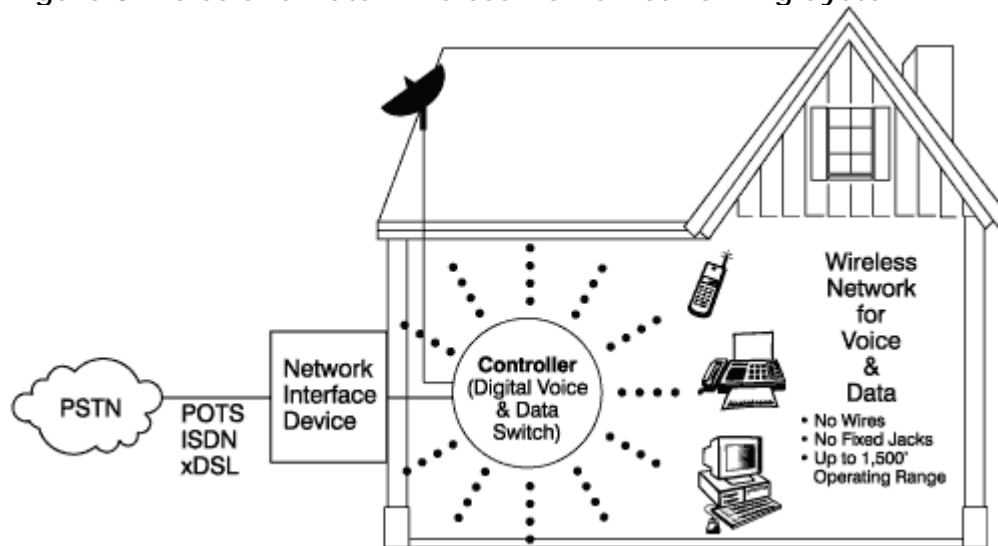 PSTN
POTS
ISDN
xDSL
Network
Interface
Device
Controller
(Digital Voice
& Data
Switch)
Wireless
Network
for
Voice
&
Data
• No Wires
• No Fixed Jacks
• Up to 1,500'
Operating Range